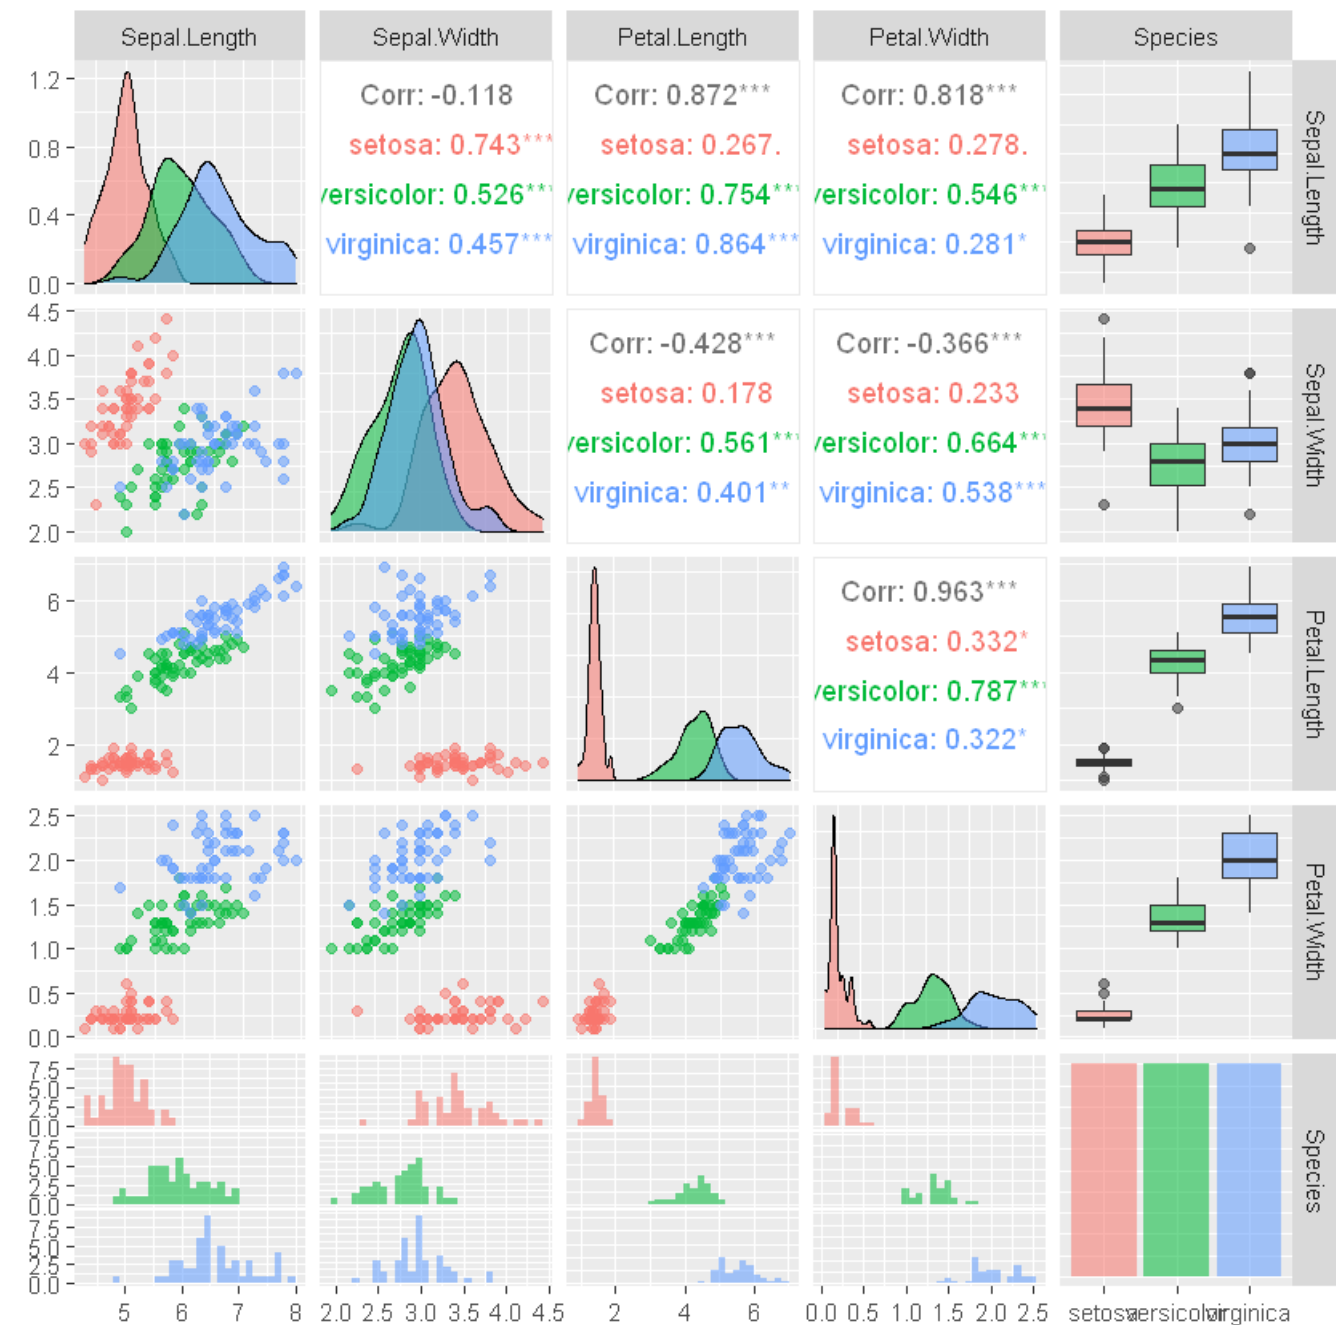 Sepal.Length Sepal.Width Petal.Length Petal.Width Species
1.2
0.8
0.4
0.0
Corr: -0.118
setosa: 0.743***
versicolor: 0.526***
virginica: 0.457***
Corr: 0.872***
setosa: 0.267.
versicolor: 0.754***
virginica: 0.864***
Corr: 0.818***
setosa: 0.278.
versicolor: 0.546***
virginica: 0.281*
Sepal.Length
4.5
4.0
3.5
3.0
2.5
2.0
Corr: -0.428***
setosa: 0.178
versicolor: 0.561***
virginica: 0.401**
Corr: -0.366***
setosa: 0.233
versicolor: 0.664***
virginica: 0.538***
Sepal.Width
6
4
2
Corr: 0.963***
setosa: 0.332*
versicolor: 0.787***
virginica: 0.322*
Petal.Length
2.5
2.0
1.5
1.0
0.5
0.0
Petal.Width
7.5
5.0
2.5
0.0
7.5
5.0
2.5
0.0
7.5
5.0
2.5
0.0
Species
5 6 7 8 2.0 2.5 3.0 3.5 4.0 4.5 2 4 6 0.0 0.5 1.0 1.5 2.0 2.5 setosa versicolor virginica